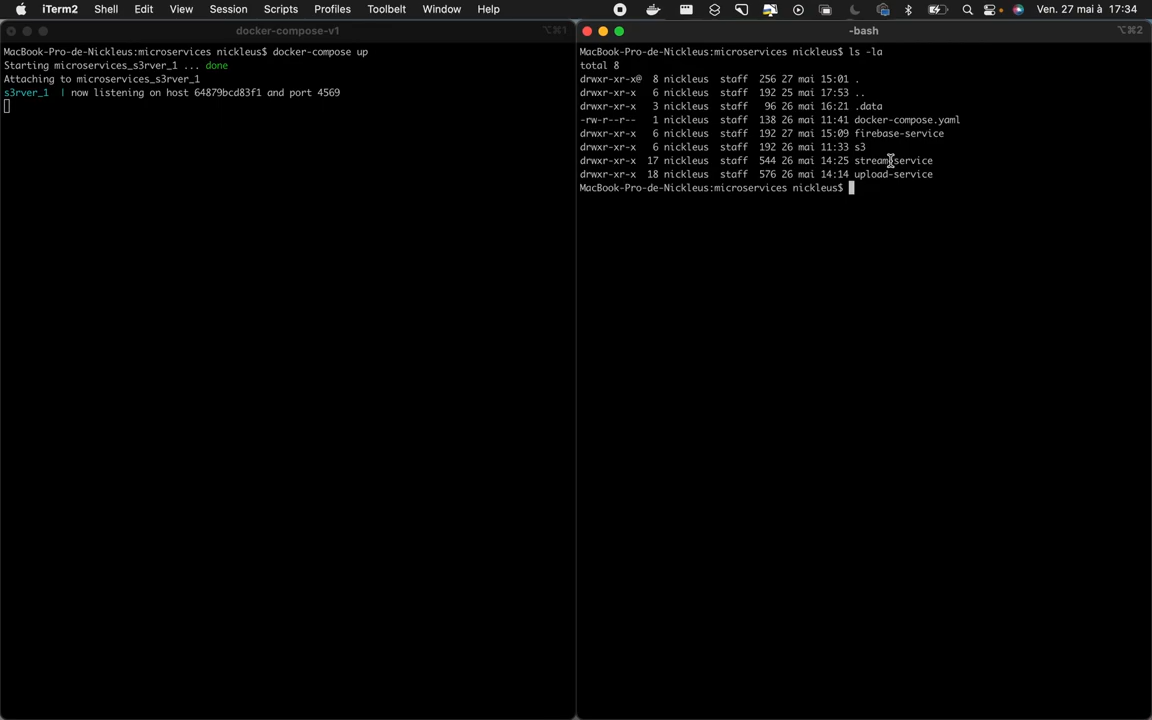 iTerm2 Shell Edit View Session Scripts Profiles Toolbelt Window Help Ven. 27 mai à 17:34
docker-compose-v1 ⌥⌘1
MacBook-Pro-de-Nickleus:microservices nickleus$ docker-compose up
Starting microservices_s3rver_1 ... done
Attaching to microservices_s3rver_1
s3rver_1 | now listening on host 64879bcd83f1 and port 4569
-bash ⌥⌘2
MacBook-Pro-de-Nickleus:microservices nickleus$ ls -la
total 8
drwxr-xr-x@ 8 nickleus staff 256 27 mai 15:01 .
drwxr-xr-x 6 nickleus staff 192 25 mai 17:53 ..
drwxr-xr-x 3 nickleus staff 96 26 mai 16:21 .data
-rw-r--r-- 1 nickleus staff 138 26 mai 11:41 docker-compose.yaml
drwxr-xr-x 6 nickleus staff 192 27 mai 15:09 firebase-service
drwxr-xr-x 6 nickleus staff 192 26 mai 11:33 s3
drwxr-xr-x 17 nickleus staff 544 26 mai 14:25 stream-service
drwxr-xr-x 18 nickleus staff 576 26 mai 14:14 upload-service
MacBook-Pro-de-Nickleus:microservices nickleus$